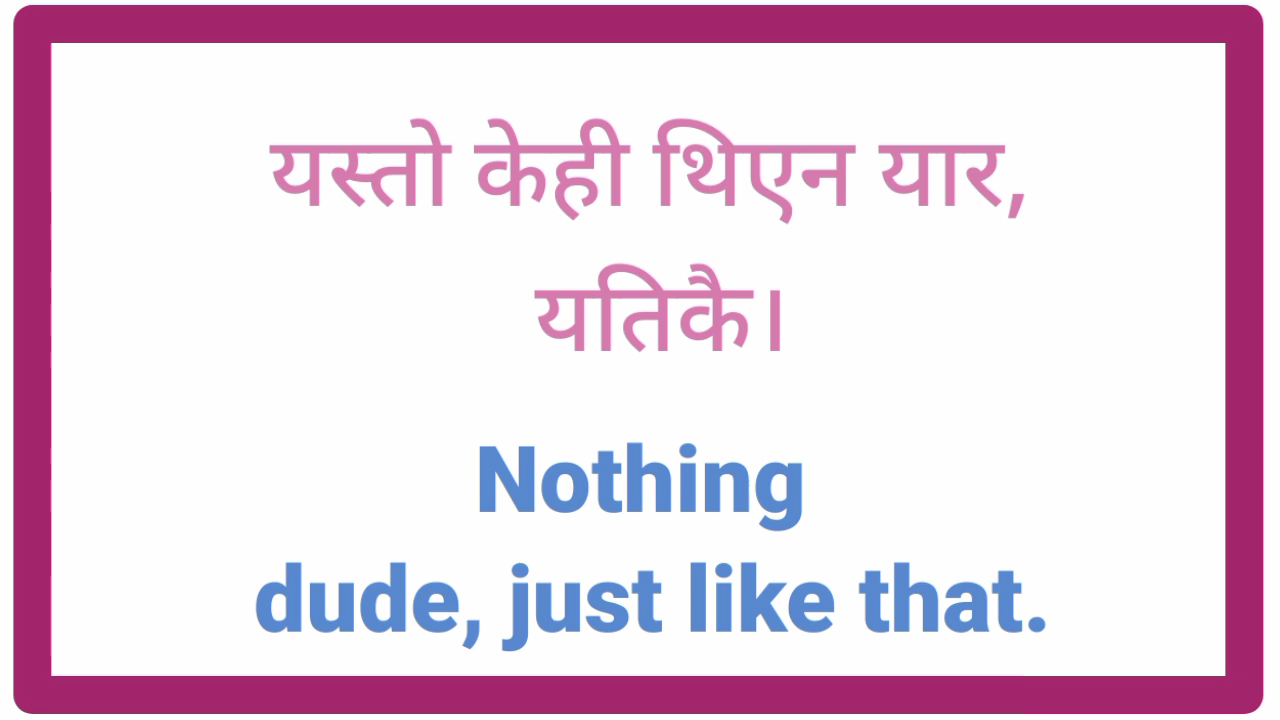 यस्तो केही थिएन यार,
यतिकै।
Nothing
dude, just like that.